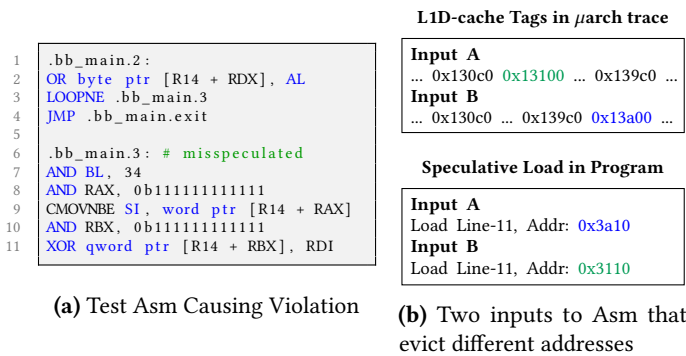 1 .bb_main.2:
2 OR byte ptr [R14 + RDX], AL
3 LOOPNE .bb_main.3
4 JMP .bb_main.exit
5
6 .bb_main.3: # misspeculated
7 AND BL, 34
8 AND RAX, 0b111111111111
9 CMOVNBE SI, word ptr [R14 + RAX]
10 AND RBX, 0b111111111111
11 XOR qword ptr [R14 + RBX], RDI
(a) Test Asm Causing Violation
L1D-cache Tags in μarch trace
Input A
... 0x130c0 0x13100 ... 0x139c0 ...
Input B
... 0x130c0 ... 0x139c0 0x13a00 ...
Speculative Load in Program
Input A
Load Line-11, Addr: 0x3a10
Input B
Load Line-11, Addr: 0x3110
(b) Two inputs to Asm that
evict different addresses